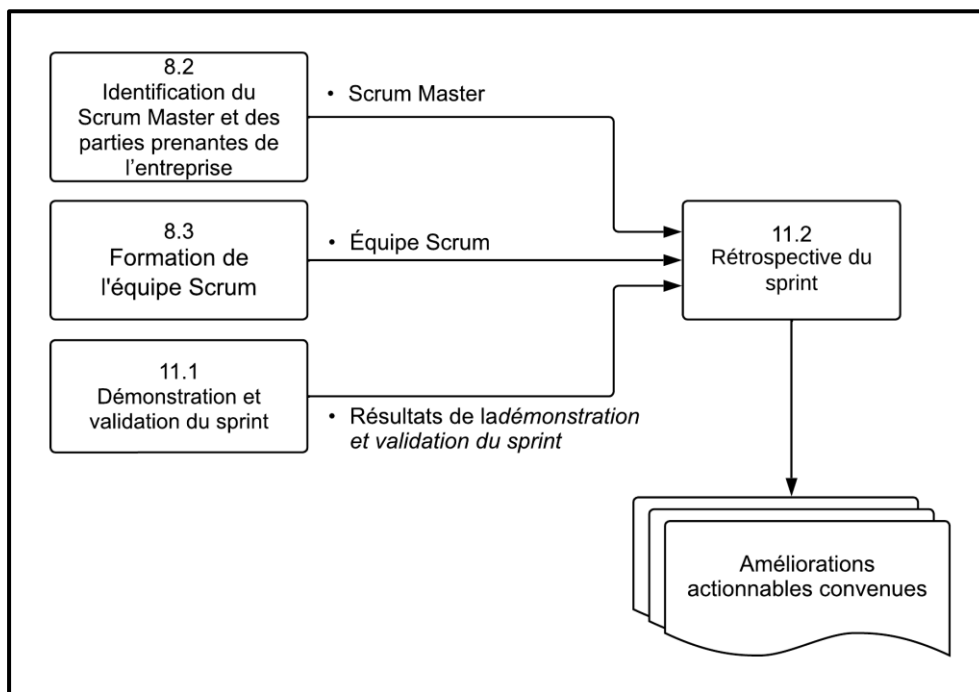 8.2
Identification du
Scrum Master et des
parties prenantes de
l’entreprise
• Scrum Master
8.3
Formation de
l'équipe Scrum
• Équipe Scrum
11.1
Démonstration et
validation du sprint
• Résultats de ladémonstration
et validation du sprint
11.2
Rétrospective du
sprint
Améliorations
actionnables convenues